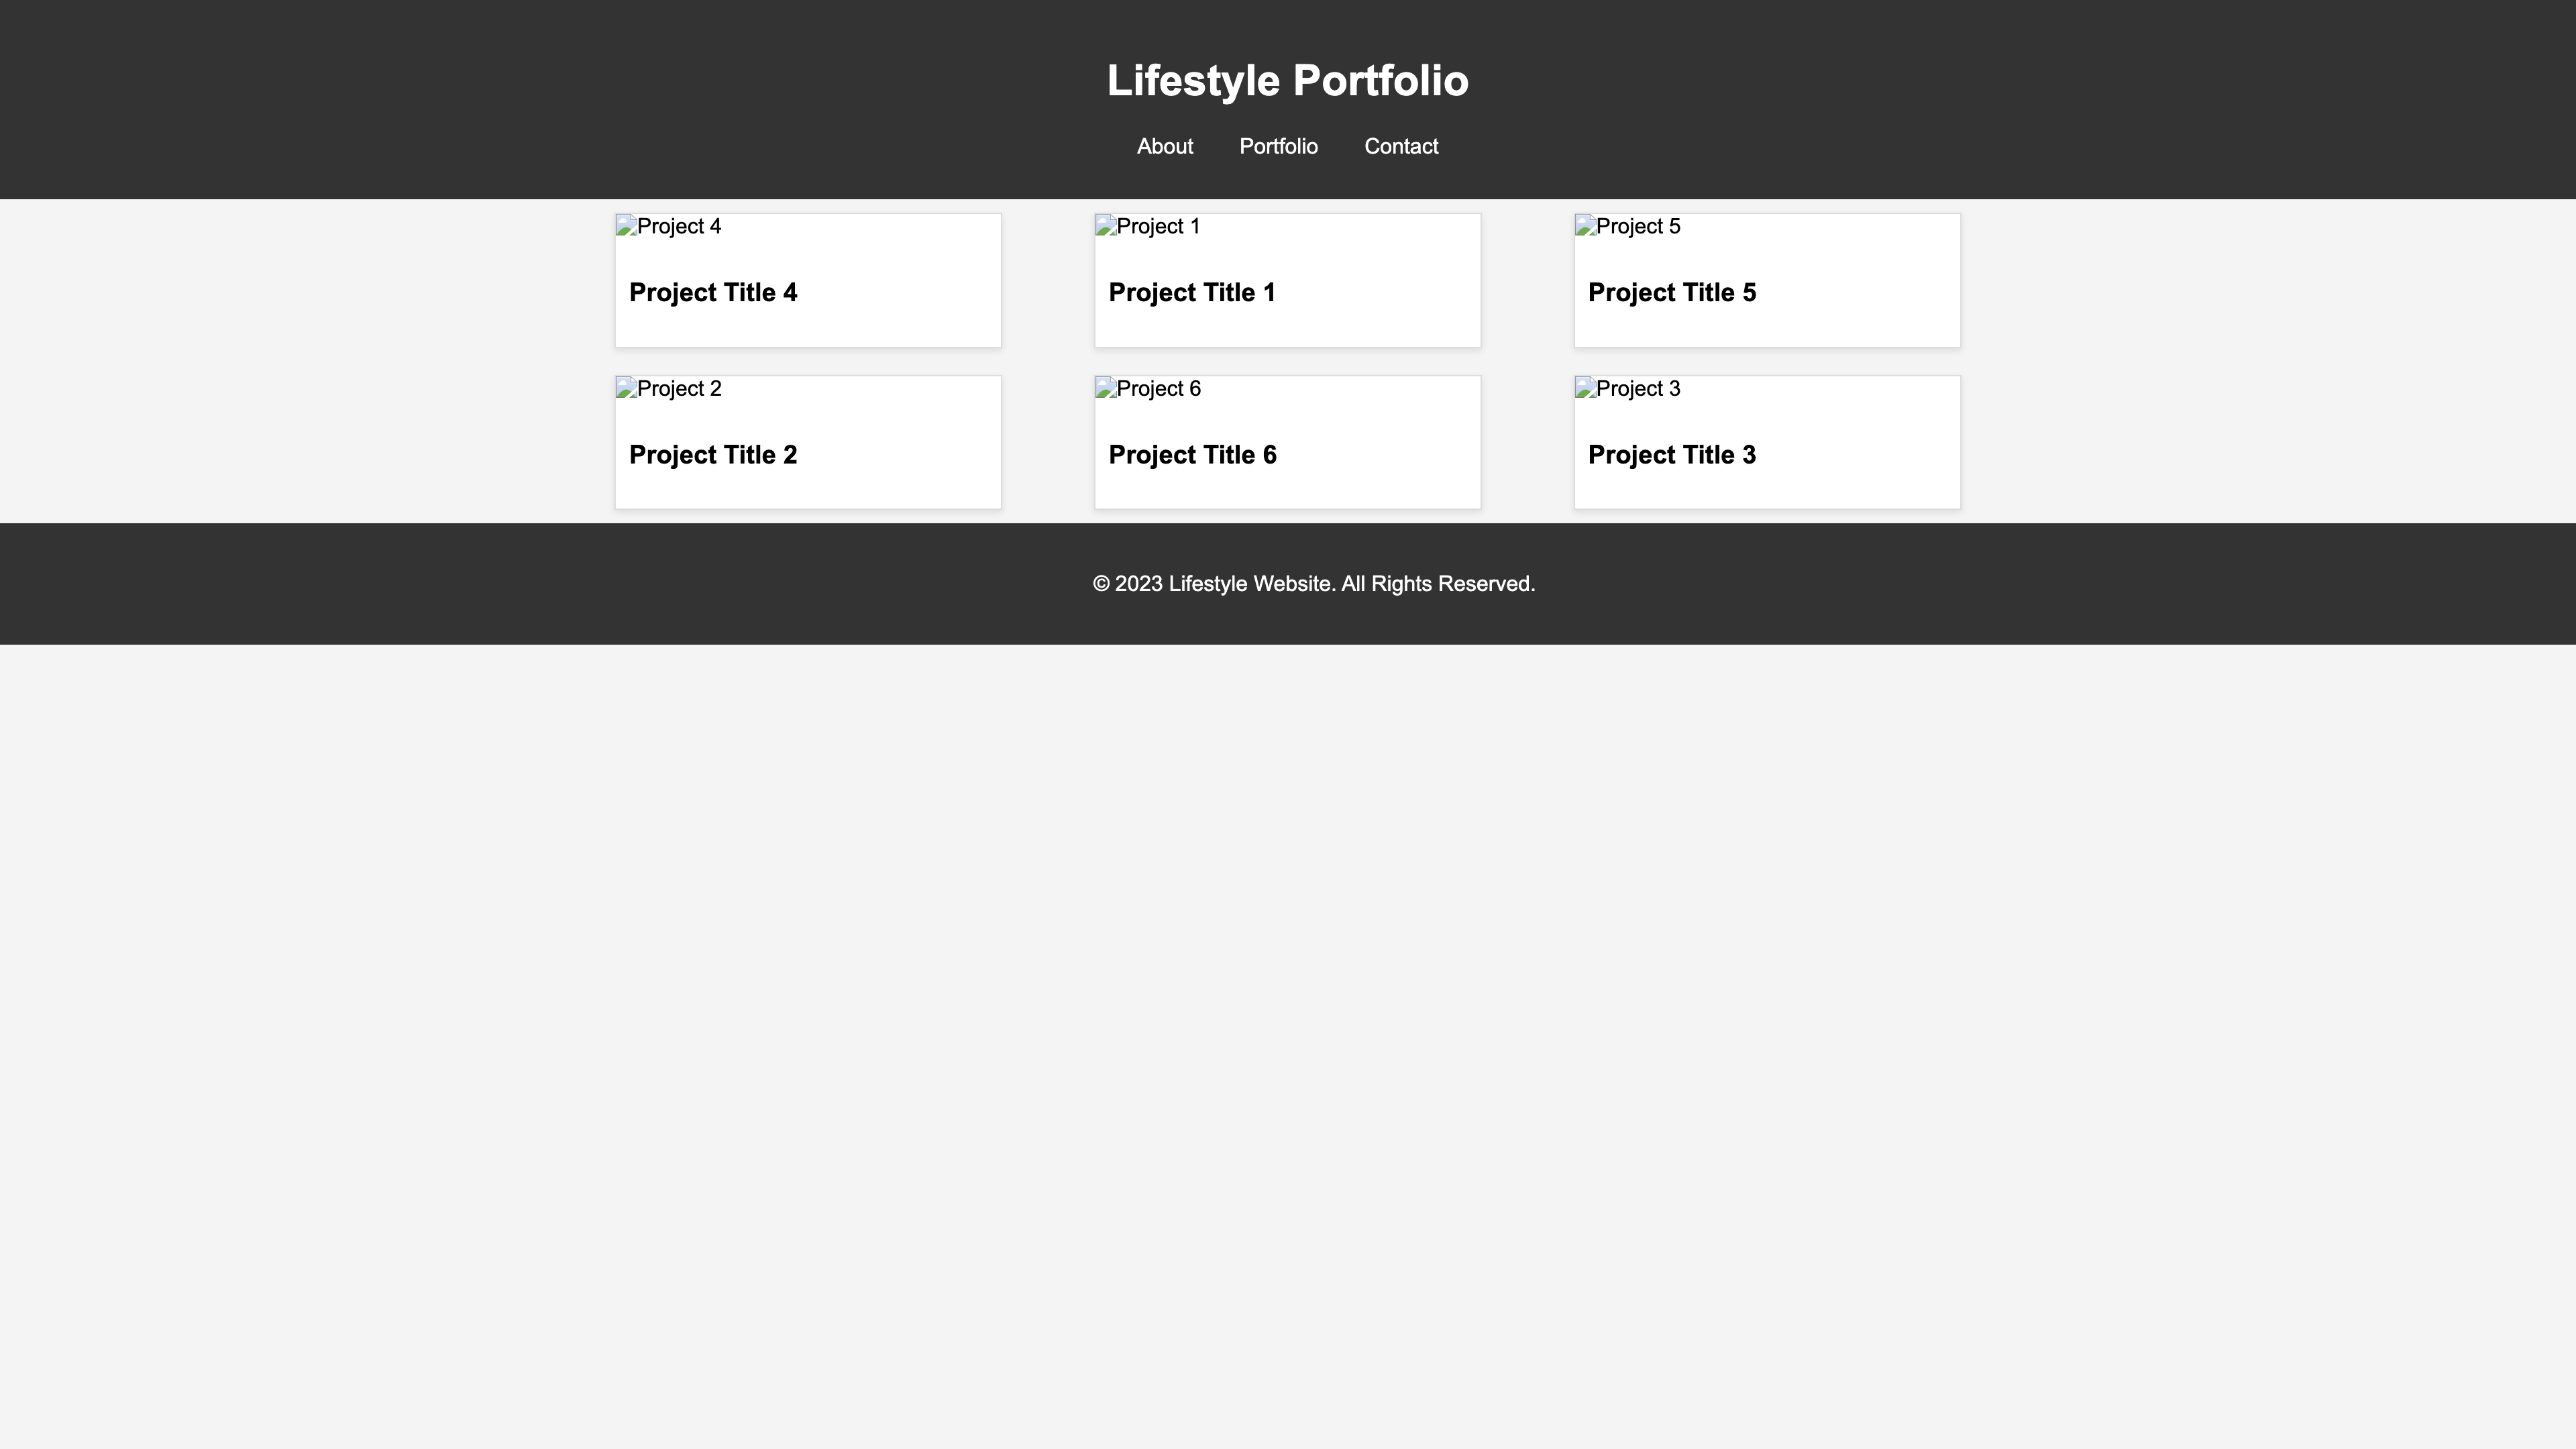 Lifestyle Portfolio
About Portfolio Contact
Project 4
Project Title 4
Project 1
Project Title 1
Project 5
Project Title 5
Project 2
Project Title 2
Project 6
Project Title 6
Project 3
Project Title 3
© 2023 Lifestyle Website. All Rights Reserved.